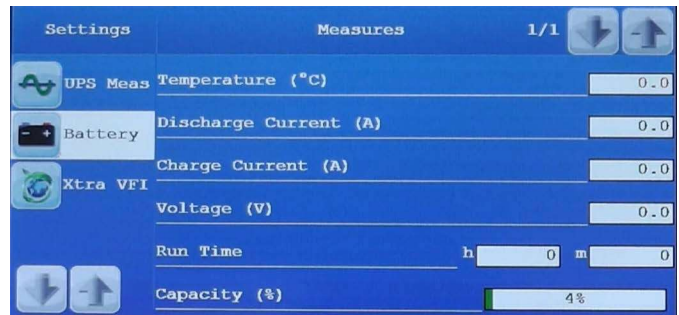 Settings
Measures
1/1
UPS Meas
Temperature (°C)
0.0
Battery
Discharge Current (A)
0.0
Xtra VFI
Charge Current (A)
0.0
Voltage (V)
0.0
Run Time
h 0 m 0
Capacity (%)
4%